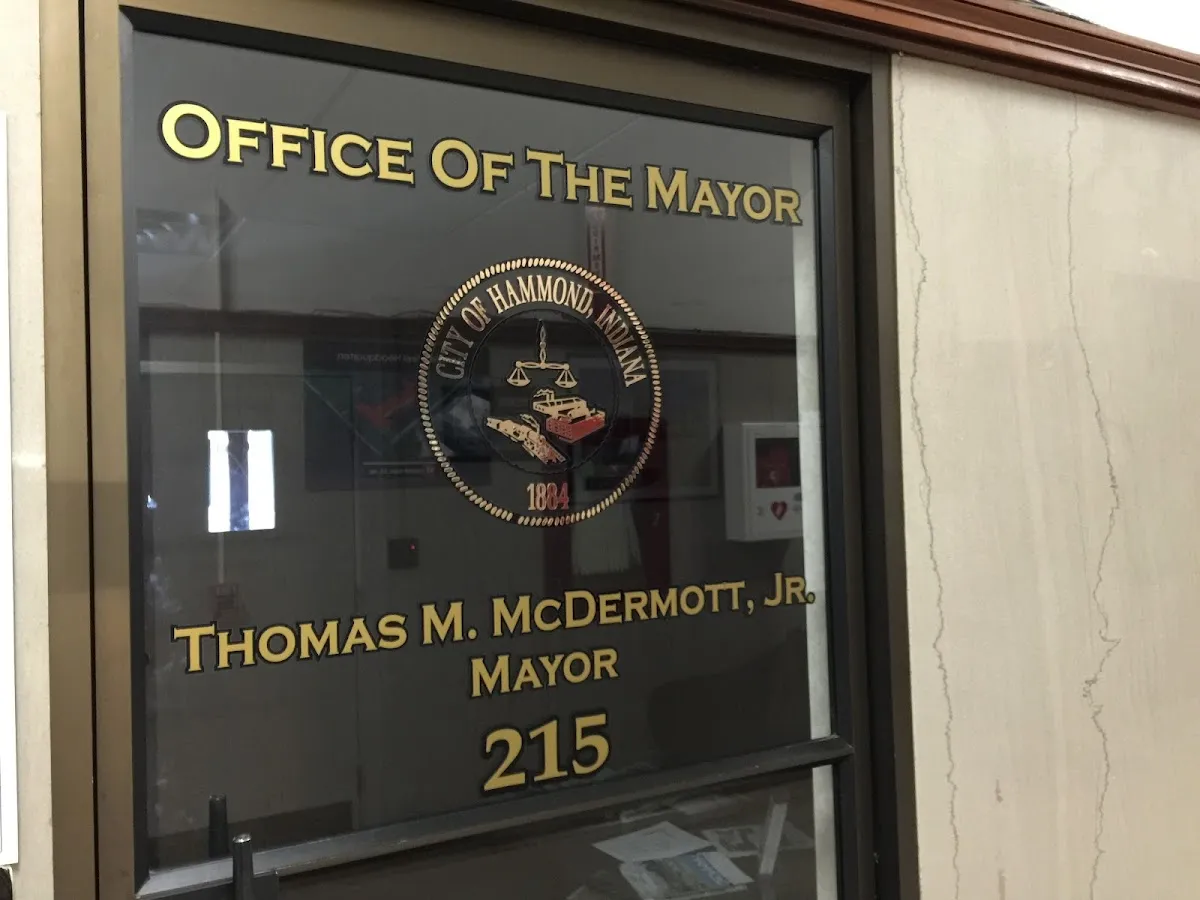 OFFICE OF THE MAYOR
CITY OF HAMMOND, INDIANA
1884
THOMAS M. MCDERMOTT, JR.
MAYOR
215